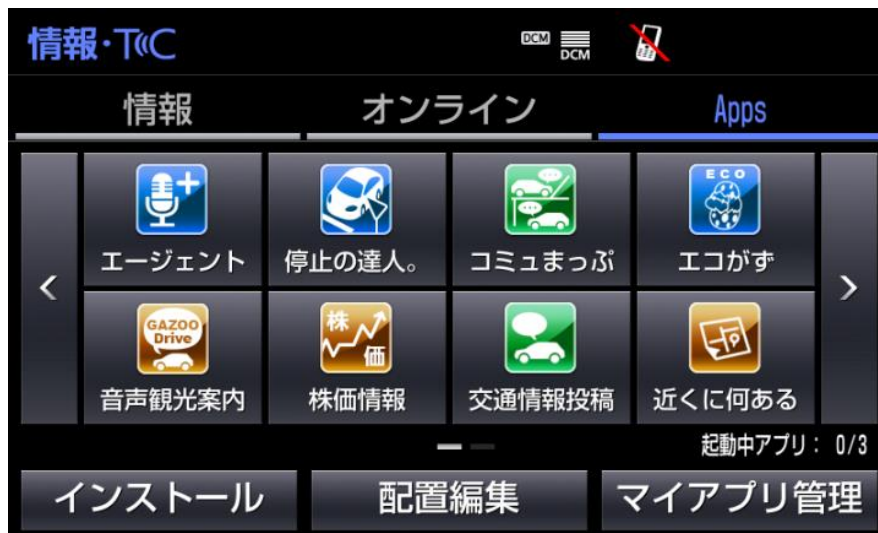 情報・T«C
DCM
DCM
情報
オンライン
Apps
エージェント
停止の達人。
コミュまっぷ
ECO
エコがず
GAZOO
Drive
音声観光案内
株
価
株価情報
交通情報投稿
近くに何ある
起動中アプリ： 0/3
インストール
配置編集
マイアプリ管理